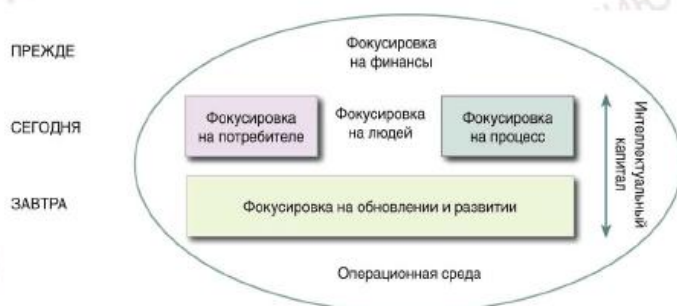 ПРЕЖДЕ
Фокусировка
на финансы
СЕГОДНЯ
Фокусировка
на потребителе
Фокусировка
на людей
Фокусировка
на процесс
Интеллектуальный
капитал
ЗАВТРА
Фокусировка на обновлении и развитии
Операционная среда